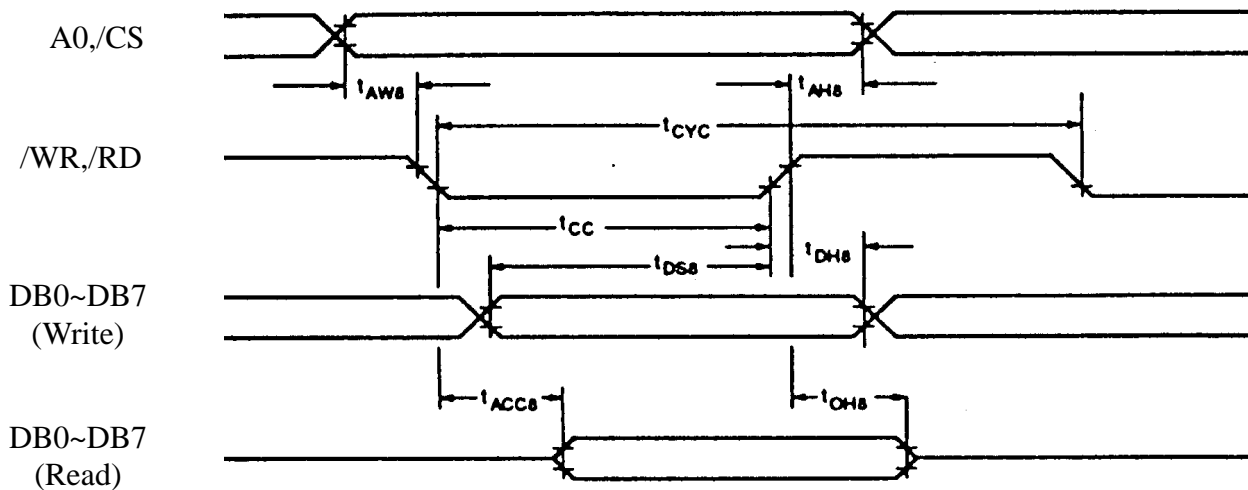 A0,/CS
tAW8
tAH8
tCYC
/WR,/RD
tCC
tDH8
tDS8
DB0~DB7
(Write)
tACC8
tOH8
DB0~DB7
(Read)